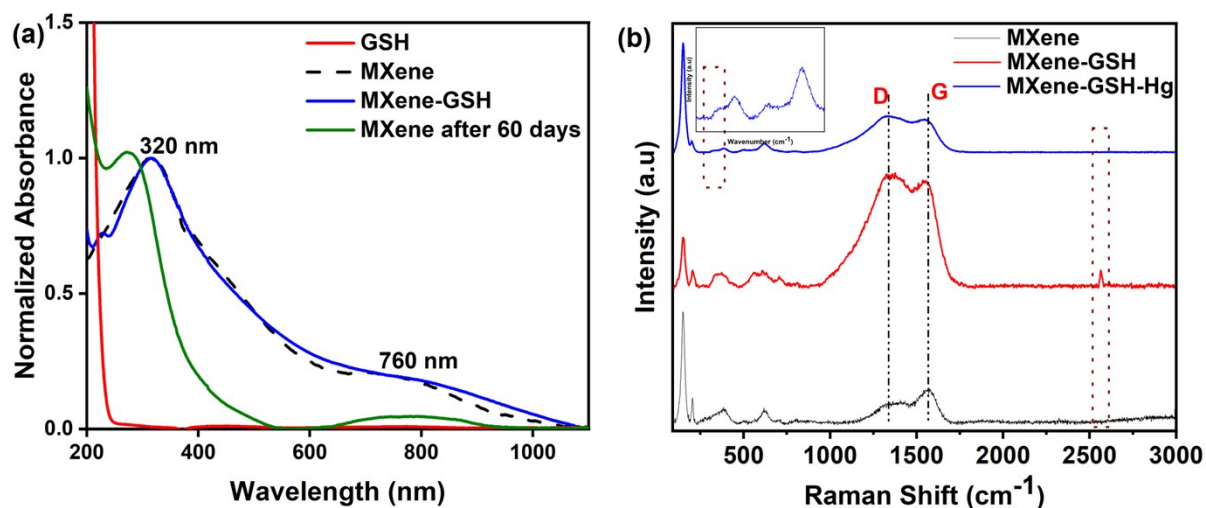 (a)
GSH
MXene
MXene-GSH
MXene after 60 days
320 nm
760 nm
1.5
1.0
0.5
0.0
200 400 600 800 1000
Normalized Absorbance
Wavelength (nm)
(b)
MXene
MXene-GSH
MXene-GSH-Hg
Intensity (a.u)
Wavenumber (cm⁻¹)
D
G
Intensity (a.u)
500 1000 1500 2000 2500 3000
Raman Shift (cm⁻¹)